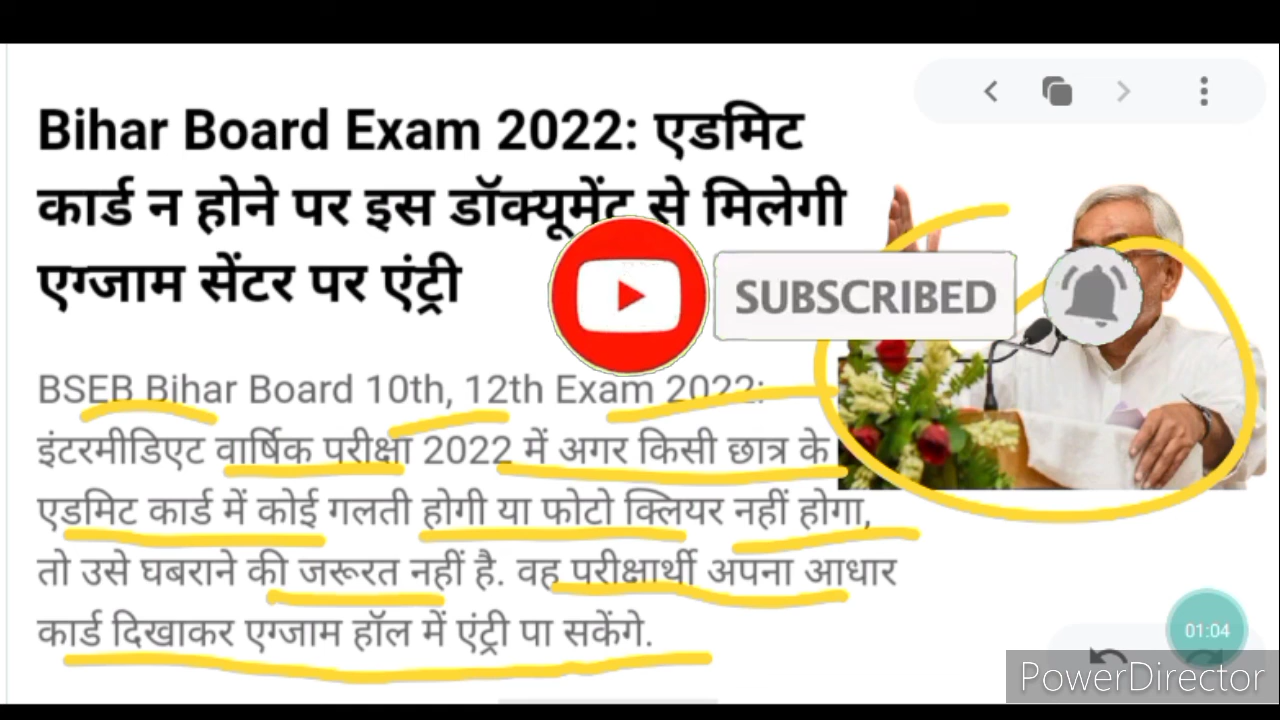 Bihar Board Exam 2022: एडमिट
कार्ड न होने पर इस डॉक्यूमेंट से मिलेगी
एग्जाम सेंटर पर एंट्री
SUBSCRIBED
BSEB Bihar Board 10th, 12th Exam 2022:
इंटरमीडिएट वार्षिक परीक्षा 2022 में अगर किसी छात्र के
एडमिट कार्ड में कोई गलती होगी या फोटो क्लियर नहीं होगा,
तो उसे घबराने की जरूरत नहीं है. वह परीक्षार्थी अपना आधार
कार्ड दिखाकर एग्जाम हॉल में एंट्री पा सकेंगे.
01:04
PowerDirector